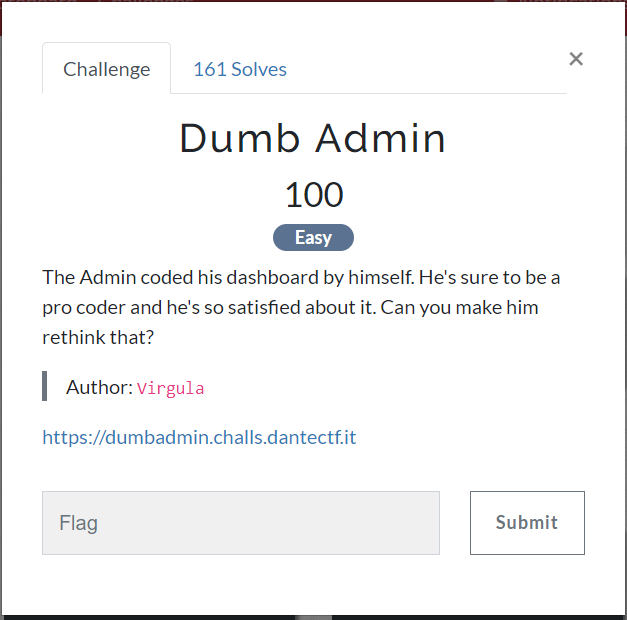 Challenge
161 Solves
×
Dumb Admin
100
Easy
The Admin coded his dashboard by himself. He's sure to be a
pro coder and he's so satisfied about it. Can you make him
rethink that?
Author: Virgula
https://dumbadmin.challs.dantectf.it
Flag
Submit